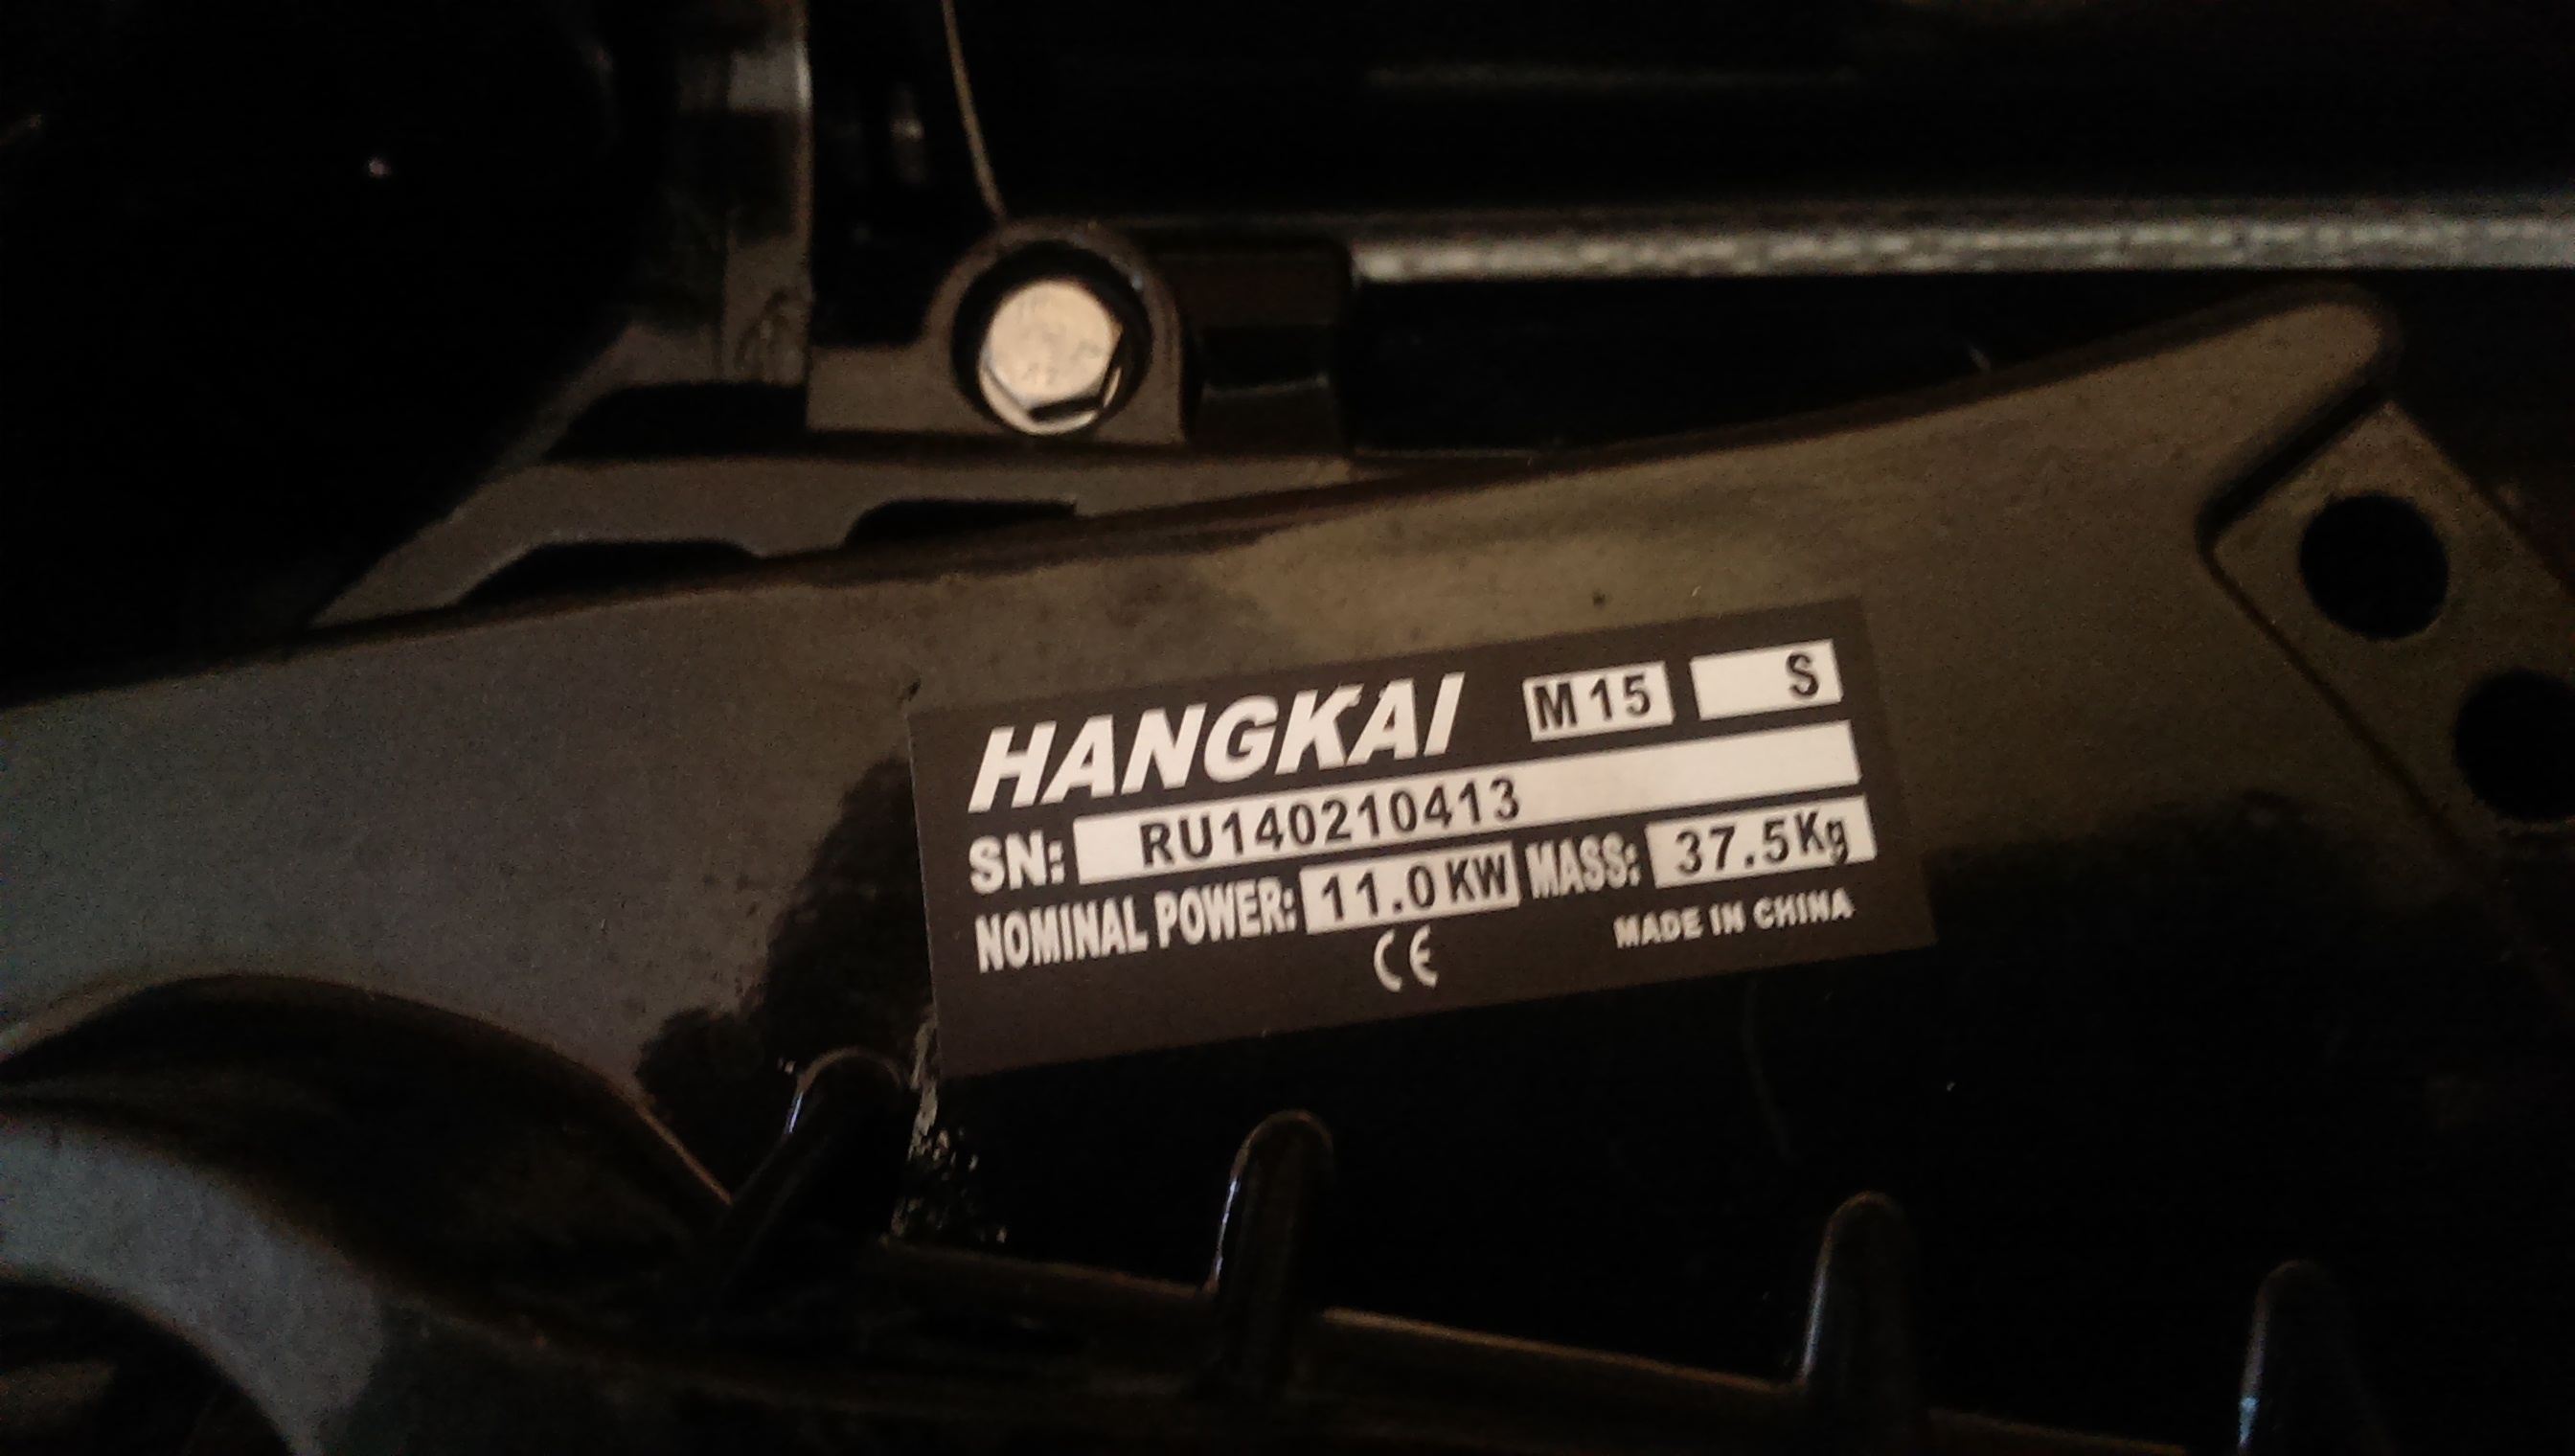 HANGKAI M15 S
SN: RU140210413
NOMINAL POWER: 11.0 KW MASS: 37.5Kg
CE MADE IN CHINA